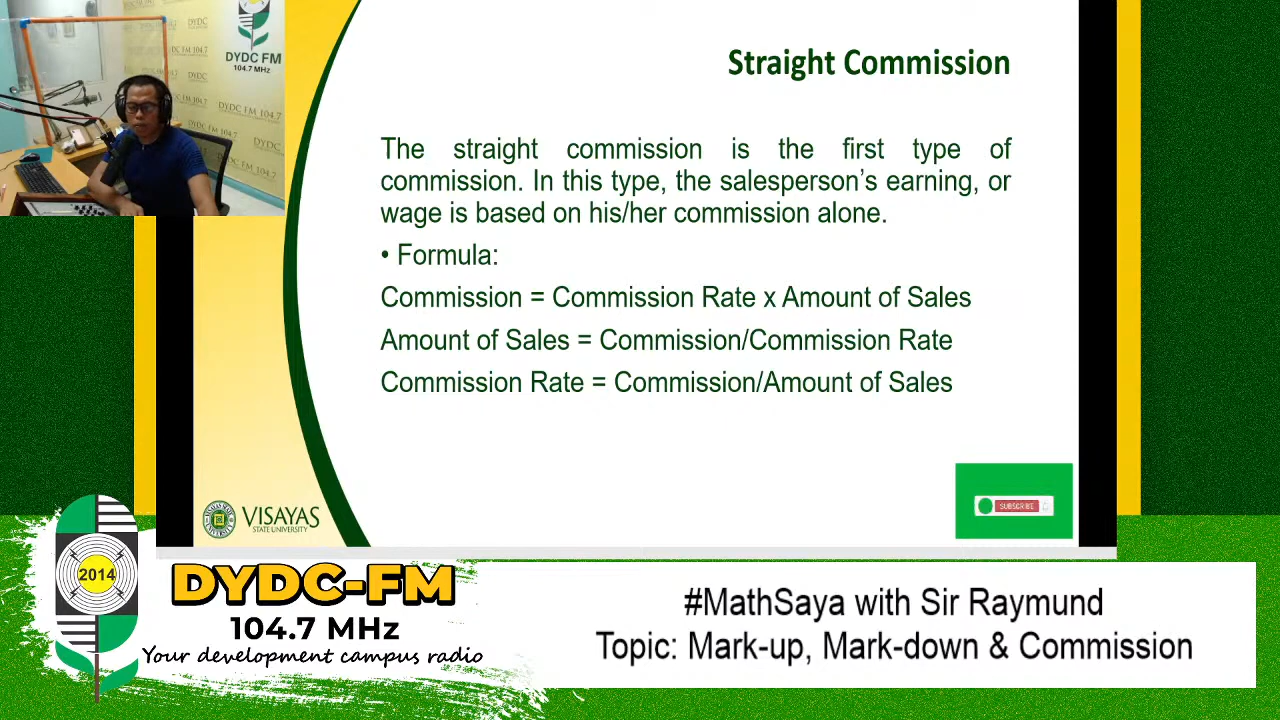 DYDC FM
104.7 MHz
Straight Commission
The straight commission is the first type of
commission. In this type, the salesperson’s earning, or
wage is based on his/her commission alone.
• Formula:
Commission = Commission Rate x Amount of Sales
Amount of Sales = Commission/Commission Rate
Commission Rate = Commission/Amount of Sales
VISAYAS
STATE UNIVERSITY
SUBSCRIBE
2014
DYDC-FM
104.7 MHz
Your development campus radio
#MathSaya with Sir Raymund
Topic: Mark-up, Mark-down & Commission